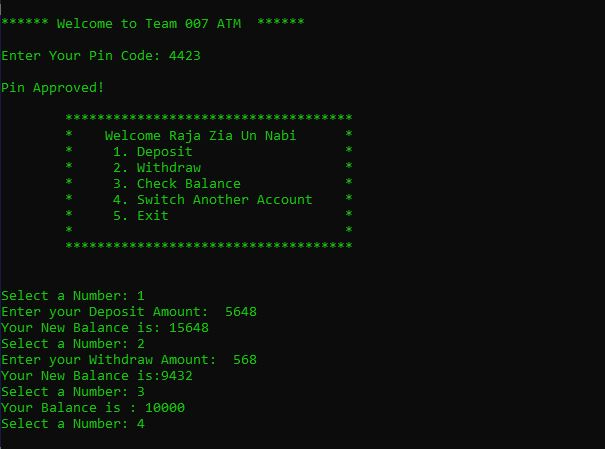 ****** Welcome to Team 007 ATM  ******
Enter Your Pin Code: 4423
Pin Approved!
************************************
*    Welcome Raja Zia Un Nabi      *
*     1. Deposit                   *
*     2. Withdraw                  *
*     3. Check Balance             *
*     4. Switch Another Account    *
*     5. Exit                      *
*                                  *
************************************
Select a Number: 1
Enter your Deposit Amount:  5648
Your New Balance is: 15648
Select a Number: 2
Enter your Withdraw Amount:  568
Your New Balance is:9432
Select a Number: 3
Your Balance is : 10000
Select a Number: 4